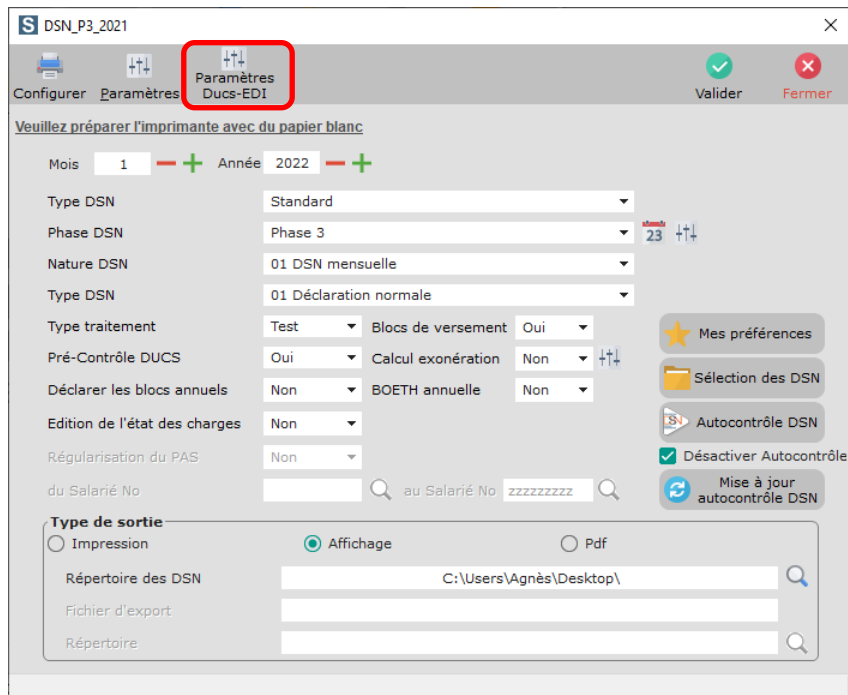 S DSN_P3_2021
Configurer Paramètres Paramètres Ducs-EDI Valider Fermer
Veuillez préparer l'imprimante avec du papier blanc
Mois 1 Année 2022
Type DSN Standard
Phase DSN Phase 3 23
Nature DSN 01 DSN mensuelle
Type DSN 01 Déclaration normale
Type traitement Test Blocs de versement Oui Mes préférences
Pré-Contrôle DUCS Oui Calcul exonération Non Sélection des DSN
Déclarer les blocs annuels Non BOETH annuelle Non
Edition de l'état des charges Non DSN Autocontrôle DSN
Régularisation du PAS Non Désactiver Autocontrôle
du Salarié No au Salarié No zzzzzzzzz Mise à jour autocontrôle DSN
Type de sortie
Impression Affichage Pdf
Répertoire des DSN C:\Users\Agnès\Desktop\
Fichier d'export
Répertoire